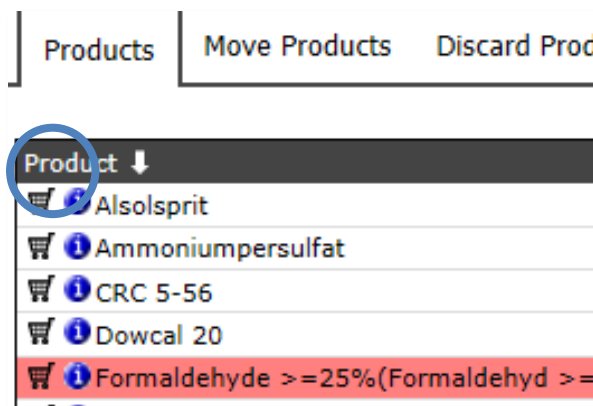 Products Move Products Discard Prod
Product
Alsolsprit
Ammoniumpersulfat
CRC 5-56
Dowcal 20
Formaldehyde >=25%(Formaldehyd >=